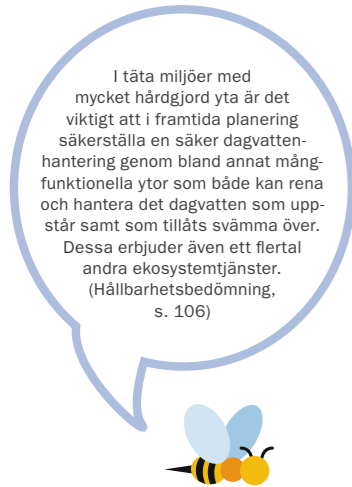 I täta miljöer med
mycket hårdgjord yta är det
viktigt att i framtida planering
säkerställa en säker dagvatten-
hantering genom bland annat mång-
funktionella ytor som både kan rena
och hantera det dagvatten som upp-
står samt som tillåts svämma över.
Dessa erbjuder även ett flertal
andra ekosystemtjänster.
(Hållbarhetsbedömning,
s. 106)